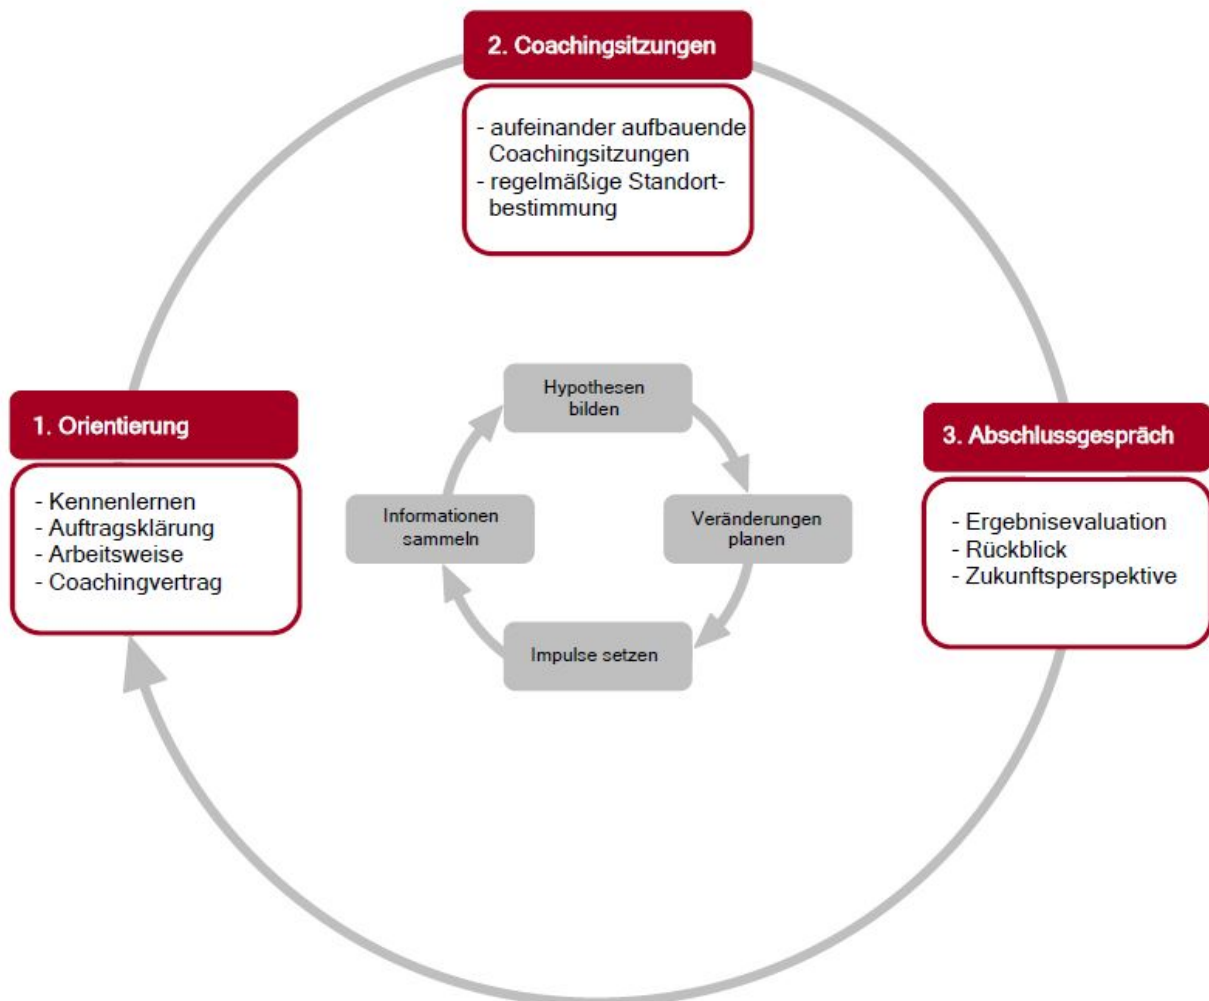 2. Coachingsitzungen
- aufeinander aufbauende
Coachingsitzungen
- regelmäßige Standort-
bestimmung
1. Orientierung
- Kennenlernen
- Auftragsklärung
- Arbeitsweise
- Coachingvertrag
Hypothesen
bilden
Informationen
sammeln
Veränderungen
planen
Impulse setzen
3. Abschlussgespräch
- Ergebnisevaluation
- Rückblick
- Zukunftsperspektive